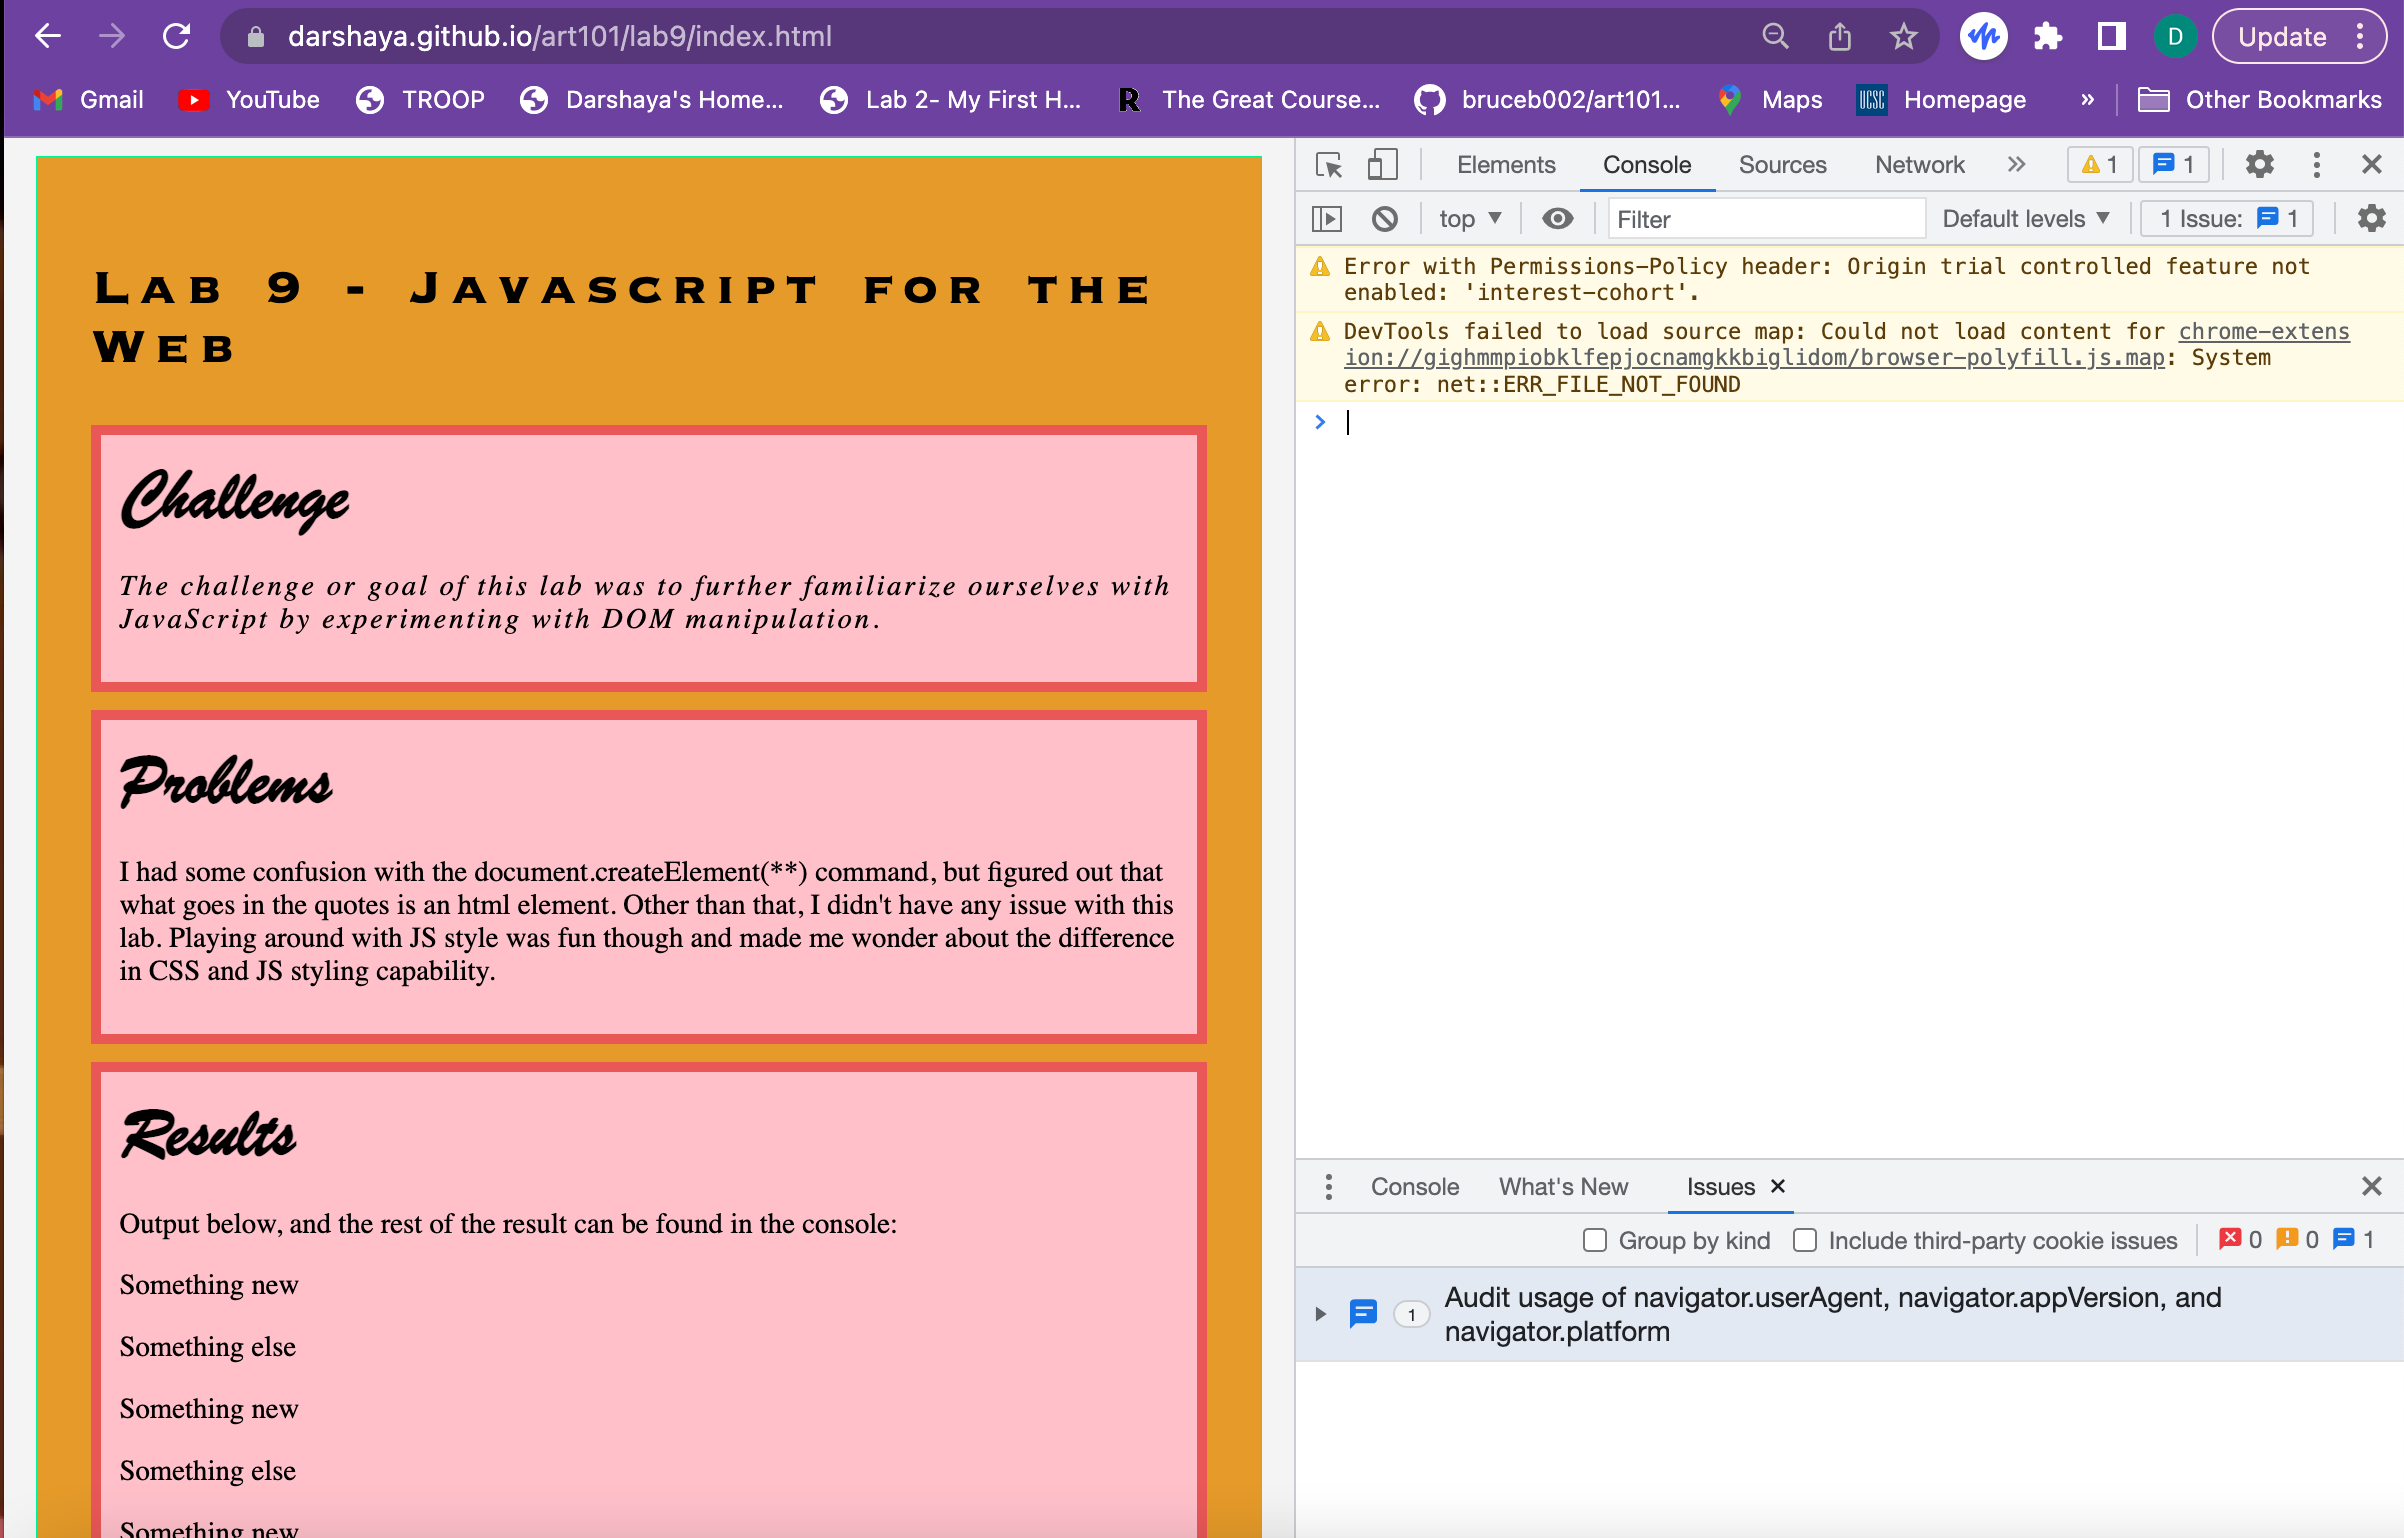 darshaya.github.io/art101/lab9/index.html
D
Update
Gmail
YouTube
TROOP
Darshaya's Home...
Lab 2- My First H...
R
The Great Course...
bruceb002/art101...
Maps
UCSC
Homepage
»
Other Bookmarks
Lab 9 - Javascript for the
Web
Challenge
The challenge or goal of this lab was to further familiarize ourselves with
JavaScript by experimenting with DOM manipulation.
Problems
I had some confusion with the document.createElement(**) command, but figured out that
what goes in the quotes is an html element. Other than that, I didn't have any issue with this
lab. Playing around with JS style was fun though and made me wonder about the difference
in CSS and JS styling capability.
Results
Output below, and the rest of the result can be found in the console:
Something new
Something else
Something new
Something else
Something new
Elements
Console
Sources
Network
»
1
1
top
Filter
Default levels
1 Issue:
1
Error with Permissions-Policy header: Origin trial controlled feature not
enabled: 'interest-cohort'.
DevTools failed to load source map: Could not load content for chrome-extens
ion://gighmmpiobklfepjocnamgkkbiglidom/browser-polyfill.js.map: System
error: net::ERR_FILE_NOT_FOUND
>
Console
What's New
Issues
Group by kind
Include third-party cookie issues
0
0
1
1
Audit usage of navigator.userAgent, navigator.appVersion, and
navigator.platform